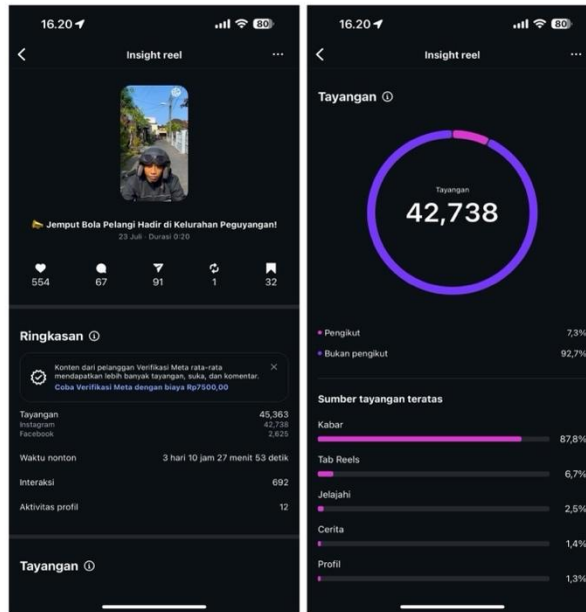 16.20
80
Insight reel
Jemput Bola Pelangi Hadir di Kelurahan Peguyangan!
23 Juli · Durasi 0:20
554 67 91 1 32
Ringkasan
Konten dari pelanggan Verifikasi Meta rata-rata
mendapatkan lebih banyak tayangan, suka, dan komentar.
Coba Verifikasi Meta dengan biaya Rp7500,00
Tayangan 45,363
Instagram 42,738
Facebook 2,625
Waktu nonton 3 hari 10 jam 27 menit 53 detik
Interaksi 692
Aktivitas profil 12
Tayangan
16.20
80
Insight reel
Tayangan
Tayangan
42,738
Pengikut 7,3%
Bukan pengikut 92,7%
Sumber tayangan teratas
Kabar
87,8%
Tab Reels
6,7%
Jelajahi
2,5%
Cerita
1,4%
Profil
1,3%